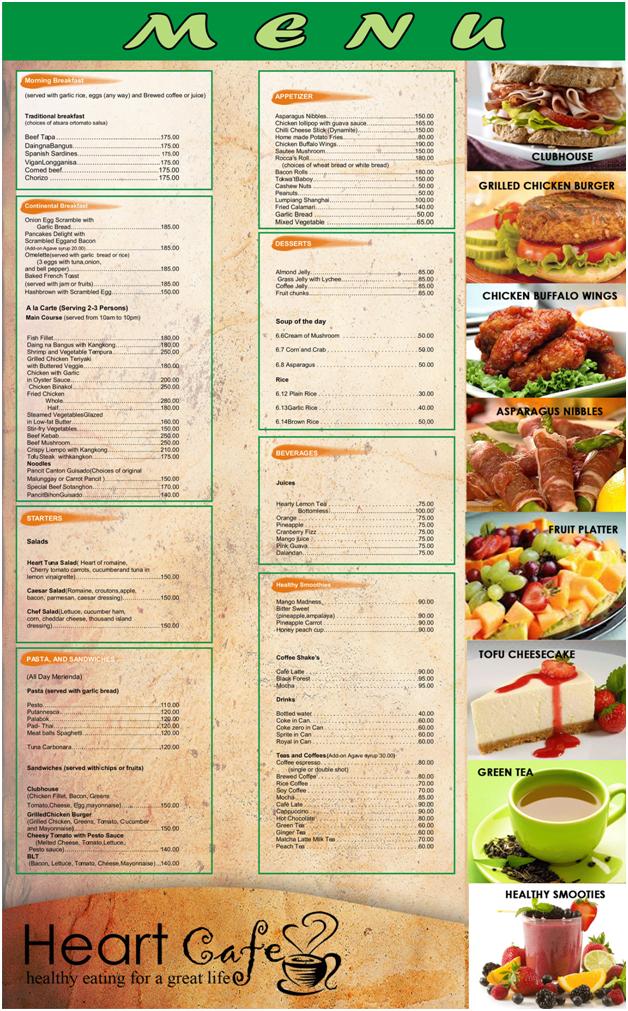 MENU
Morning Breakfast
(served with garlic rice, eggs (any way) and Brewed coffee or juice)
Traditional breakfast
(choices of atsara ortomato salsa)
Beef Tapa 175.00
DaingnaBangus 175.00
Spanish Sardines 175.00
ViganLongganisa 175.00
Corned beef 175.00
Chorizo 175.00
Continental Breakfast
Onion Egg Scramble with
Garlic Bread 185.00
Pancakes Delight with
Scrambled Eggand Bacon
(Add-on Agave syrup 20.00) 185.00
Omelette(served with garlic bread or rice)
(3 eggs with tuna,onion,
and bell pepper) 185.00
Baked French Toast
(served with jam or fruits) 185.00
Hashbrown with Scrambled Egg 150.00
A la Carte (Serving 2-3 Persons)
Main Course (served from 10am to 10pm)
Fish Fillet 180.00
Daing na Bangus with Kangkong 180.00
Shrimp and Vegetable Tempura 250.00
Grilled Chicken Teriyaki
with Buttered Veggie 180.00
Chicken with Garlic
in Oyster Sauce 200.00
Chicken Binakol 250.00
Fried Chicken
Whole 280.00
Half 180.00
Steamed VegetablesGlazed
in Low-fat Butter 160.00
Stir-fry Vegetables 150.00
Beef Kebab 250.00
Beef Mushroom 250.00
Crispy Liempo with Kangkong 210.00
Tofu Steak withkangkon 175.00
Noodles
Pancit Canton Guisado(Choices of original
Malunggay or Carrot Pancit ) 150.00
Special Beef Sotanghon 170.00
PancitBihonGuisado 140.00
STARTERS
Salads
Heart Tuna Salad( Heart of romaine,
Cherry tomato carrots, cucumberand tuna in
lemon vinaigrette) 150.00
Caesar Salad(Romaine, croutons,apple,
bacon, parmesan, caesar dressing) 150.00
Chef Salad(Lettuce, cucumber ham,
corn, cheddar cheese, thousand island
dressing) 150.00
PASTA, AND SANDWICHES
(All Day Merienda)
Pasta (served with garlic bread)
Pesto 110.00
Putannesca 120.00
Palabok 120.00
Pad- Thai 120.00
Meat balls Spaghetti 120.00
Tuna Carbonara 120.00
Sandwiches (served with chips or fruits)
Clubhouse
(Chicken Fillet, Bacon, Greens
Tomato,Cheese, Egg,mayonnaise) 150.00
GrilledChicken Burger
(Grilled Chicken, Greens, Tomato, Cucumber
and Mayonnaise) 150.00
Cheesy Tomato with Pesto Sauce
(Melted Cheese, Tomato,Lettuce,
Pesto sauce) 140.00
BLT
(Bacon, Lettuce, Tomato, Cheese,Mayonnaise) 140.00
APPETIZER
Asparagus Nibbles 150.00
Chicken lollipop with guava sauce 165.00
Chilli Cheese Stick(Dynamite) 150.00
Home made Potato Fries 80.00
Chicken Buffalo Wings 190.00
Sautee Mushroom 150.00
Rocca's Roll 180.00
(choices of wheat bread or white bread)
Bacon Rolls 180.00
Tokwa'tBaboy 150.00
Cashew Nuts 50.00
Peanuts 50.00
Lumpiang Shanghai 100.00
Fried Calamari 140.00
Garlic Bread 50.00
Mixed Vegetable 65.00
DESSERTS
Almond Jelly 65.00
Grass Jelly with Lychee 85.00
Coffee Jelly 85.00
Fruit chunks 85.00
Soup of the day
6.6Cream of Mushroom 50.00
6.7 Corn and Crab 59.00
6.8 Asparagus 50.00
Rice
6.12 Plain Rice 30.00
6.13Garlic Rice 40.00
6.14Brown Rice 50.00
BEVERAGES
Juices
Hearty Lemon Tea 75.00
Bottomless 100.00
Orange 75.00
Pineapple 75.00
Cranberry Fizz 75.00
Mango juice 75.00
Pink Guava 75.00
Dalandan 75.00
Healthy Smoothies
Mango Madness 90.00
Bitter Sweet
(pineapple,ampalaya) 90.00
Pineapple Carrot 90.00
Honey peach cup 90.00
Coffee Shake's
Café Latte 90.00
Black Forest 95.00
Mocha 95.00
Drinks
Bottled water 40.00
Coke in Can 60.00
Coke zero in Can 60.00
Sprite in Can 60.00
Royal in Can 60.00
Teas and Coffees(Add-on Agave syrup 30.00)
Coffee espresso 80.00
(single or double shot)
Brewed Coffee 80.00
Rice Coffee 70.00
Soy Coffee 70.00
Mocha 85.00
Café Late 90.00
Cappuccino 90.00
Hot Chocolate 80.00
Green Tea 60.00
Ginger Tea 60.00
Matcha Latte Milk Tea 70.00
Peach Tea 60.00
CLUBHOUSE
GRILLED CHICKEN BURGER
CHICKEN BUFFALO WINGS
ASPARAGUS NIBBLES
FRUIT PLATTER
TOFU CHEESECAKE
GREEN TEA
HEALTHY SMOOTIES
Heart Cafe
healthy eating for a great life